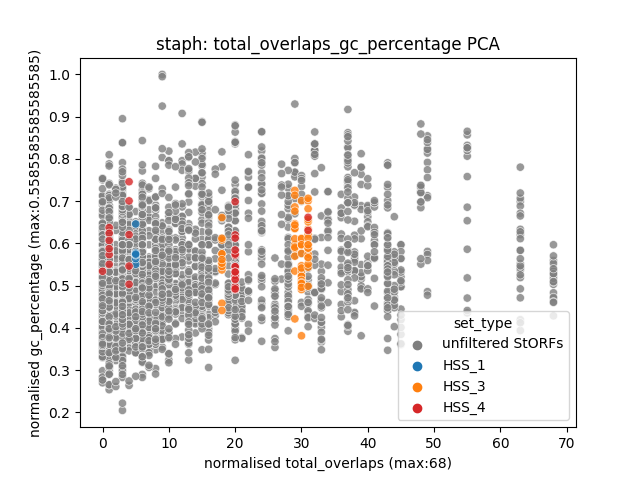 staph: total_overlaps_gc_percentage PCA
normalised gc_percentage (max:0.5585585585585585)
1.0
0.9
0.8
0.7
0.6
0.5
0.4
0.3
0.2
set_type
unfiltered StORFs
HSS_1
HSS_3
HSS_4
0 10 20 30 40 50 60 70
normalised total_overlaps (max:68)